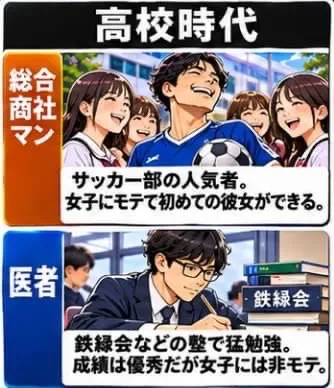 高校時代
総合
商社
マン
サッカー部の人気者。
女子にモテて初めての彼女ができる。
医者
鉄緑会
鉄緑会などの塾で猛勉強。
成績は優秀だが女子には非モテ。